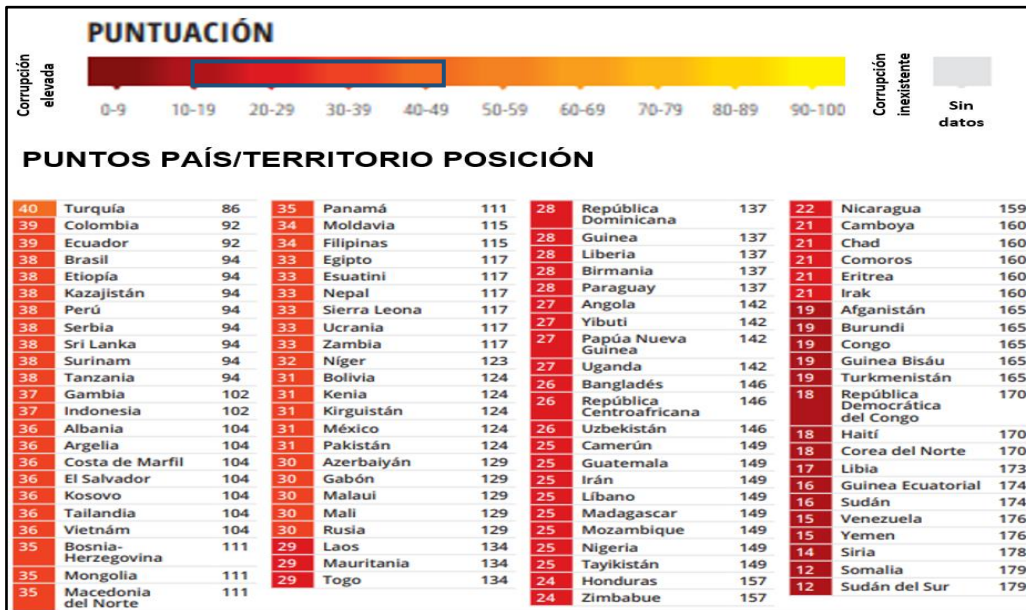 PUNTUACIÓN
Corrupción
elevada
0-9 10-19 20-29 30-39 40-49 50-59 60-69 70-79 80-89 90-100
Corrupción
inexistente
Sin
datos
PUNTOS PAÍS/TERRITORIO POSICIÓN
40 Turquía 86
39 Colombia 92
39 Ecuador 92
38 Brasil 94
38 Etiopía 94
38 Kazajistán 94
38 Perú 94
38 Serbia 94
38 Sri Lanka 94
38 Surinam 94
38 Tanzania 94
37 Gambia 102
37 Indonesia 102
36 Albania 104
36 Argelia 104
36 Costa de Marfil 104
36 El Salvador 104
36 Kosovo 104
36 Tailandia 104
36 Vietnám 104
35 Bosnia- 111
Herzegovina
35 Mongolia 111
35 Macedonia 111
del Norte
35 Panamá 111
34 Moldavia 115
34 Filipinas 115
33 Egipto 117
33 Esuatini 117
33 Nepal 117
33 Sierra Leona 117
33 Ucrania 117
33 Zambia 117
32 Níger 123
31 Bolivia 124
31 Kenia 124
31 Kirguistán 124
31 México 124
31 Pakistán 124
30 Azerbaiyán 129
30 Gabón 129
30 Malaui 129
30 Mali 129
30 Rusia 129
29 Laos 134
29 Mauritania 134
29 Togo 134
28 República 137
Dominicana
28 Guinea 137
28 Liberia 137
28 Birmania 137
28 Paraguay 137
27 Angola 142
27 Yibuti 142
27 Papúa Nueva 142
Guinea
27 Uganda 142
26 Bangladés 146
26 República 146
Centroafricana
26 Uzbekistán 146
25 Camerún 149
25 Guatemala 149
25 Irán 149
25 Líbano 149
25 Madagascar 149
25 Mozambique 149
25 Nigeria 149
25 Tayikistán 149
24 Honduras 157
24 Zimbabue 157
22 Nicaragua 159
21 Camboya 160
21 Chad 160
21 Comoros 160
21 Eritrea 160
21 Irak 160
19 Afganistán 165
19 Burundi 165
19 Congo 165
19 Guinea Bisáu 165
19 Turkmenistán 165
18 República 170
Democrática
del Congo
18 Haití 170
18 Corea del Norte 170
17 Libia 173
16 Guinea Ecuatorial 174
16 Sudán 174
15 Venezuela 176
15 Yemen 176
14 Siria 178
12 Somalia 179
12 Sudán del Sur 179